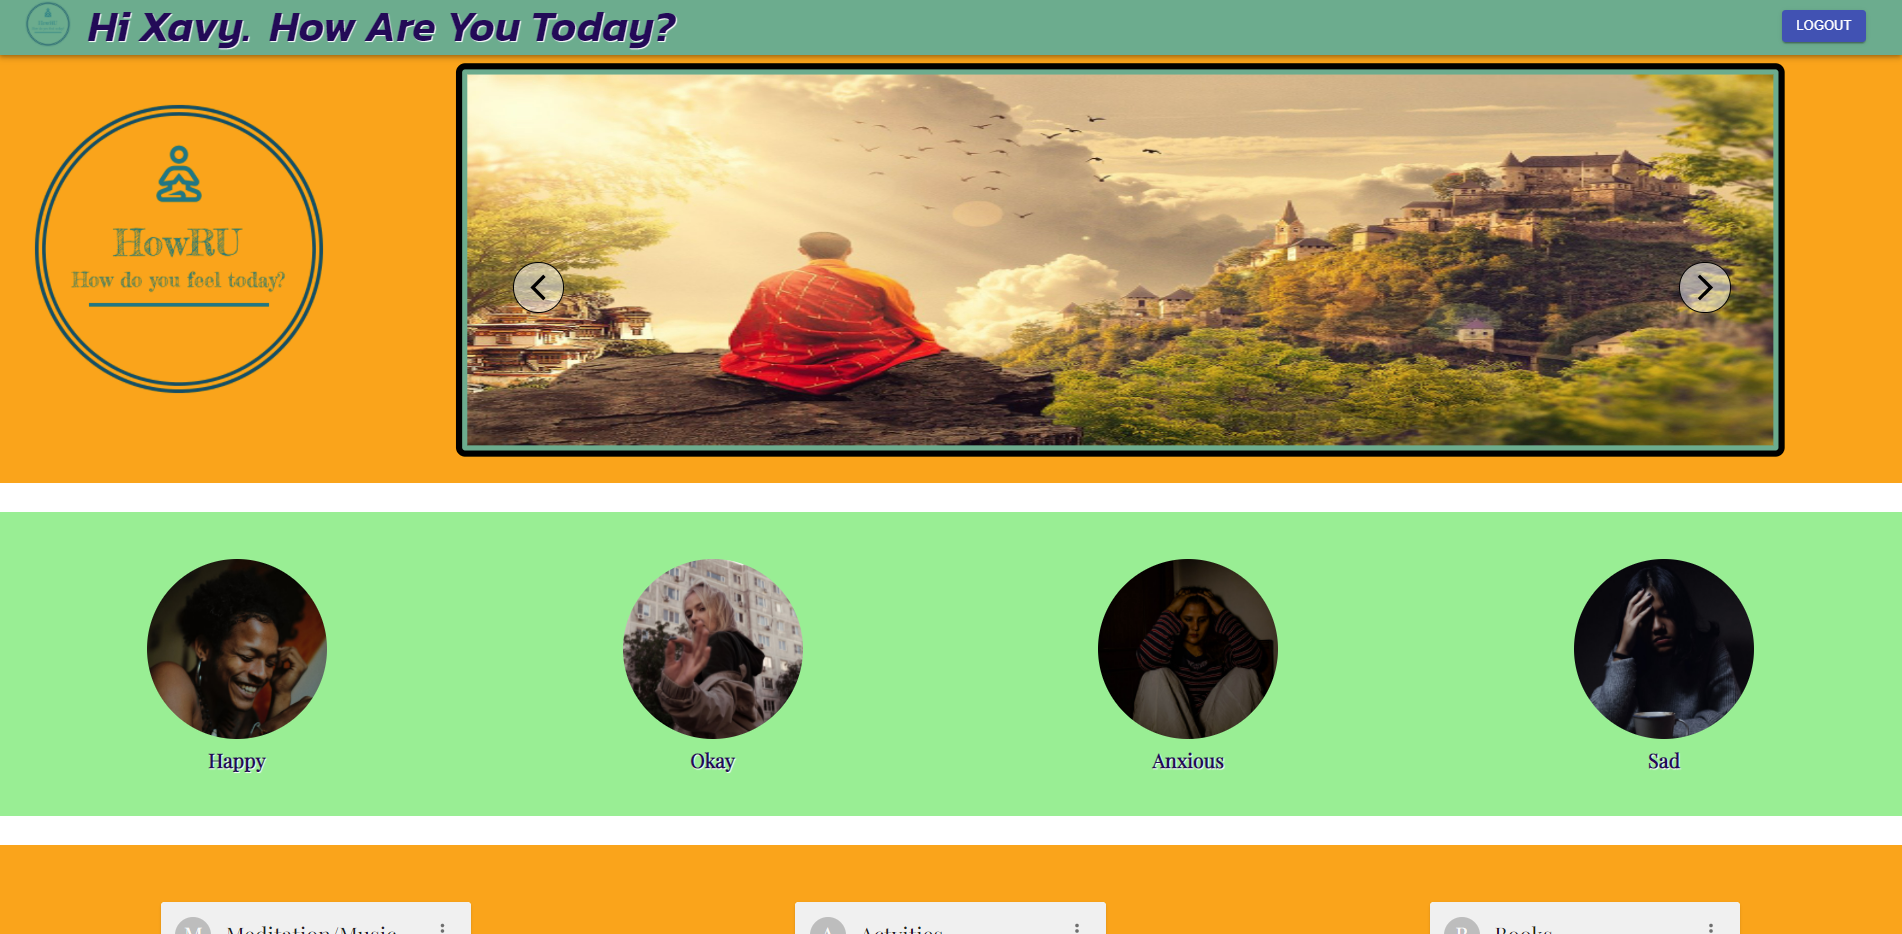 Hi Xavy. How Are You Today?
LOGOUT
HowRU
How do you feel today?
Happy
Okay
Anxious
Sad
M Meditation/Music
A Actvities
B Books